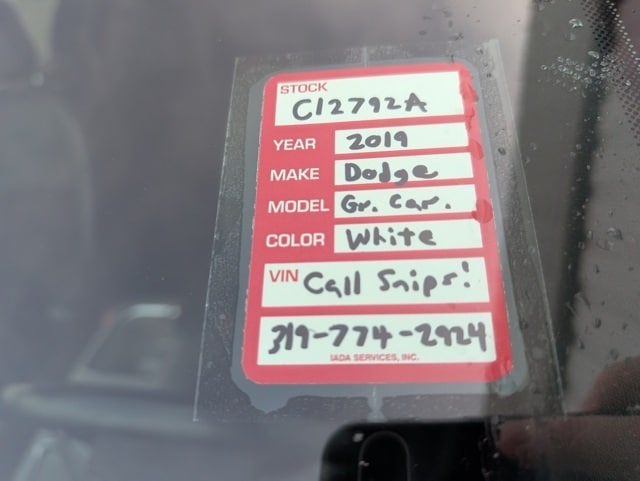 STOCK
C12792A
YEAR 2019
MAKE Dodge
MODEL Gr. Car.
COLOR White
VIN Call Snips!
319-774-2924
IADA SERVICES, INC.